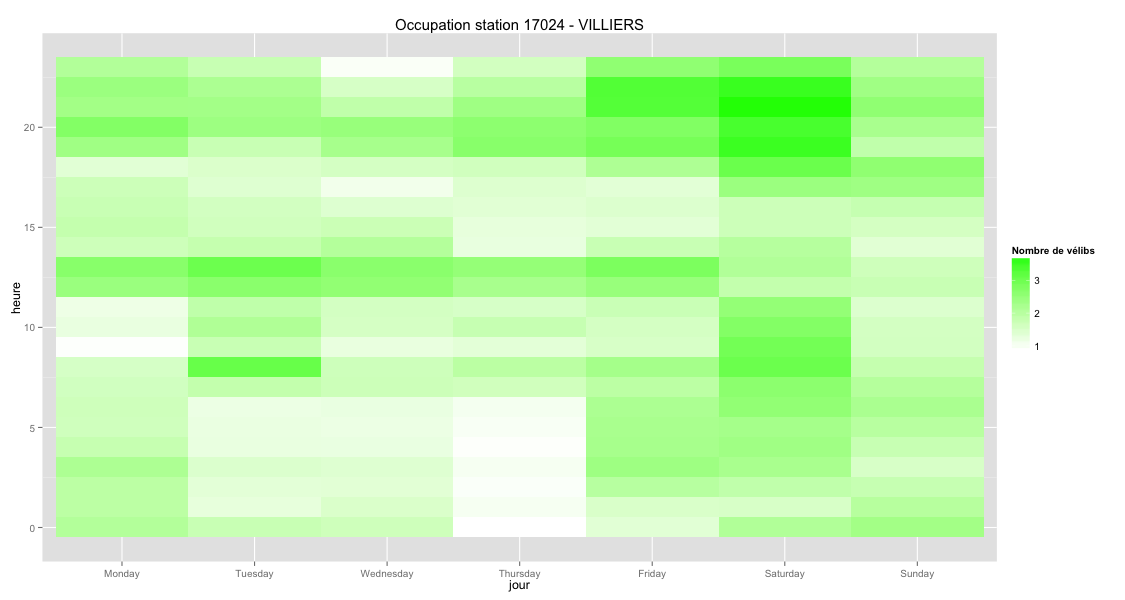 Occupation station 17024 - VILLIERS
heure
20
15
10
5
0
Monday Tuesday Wednesday Thursday Friday Saturday Sunday
jour
Nombre de vélibs
3
2
1